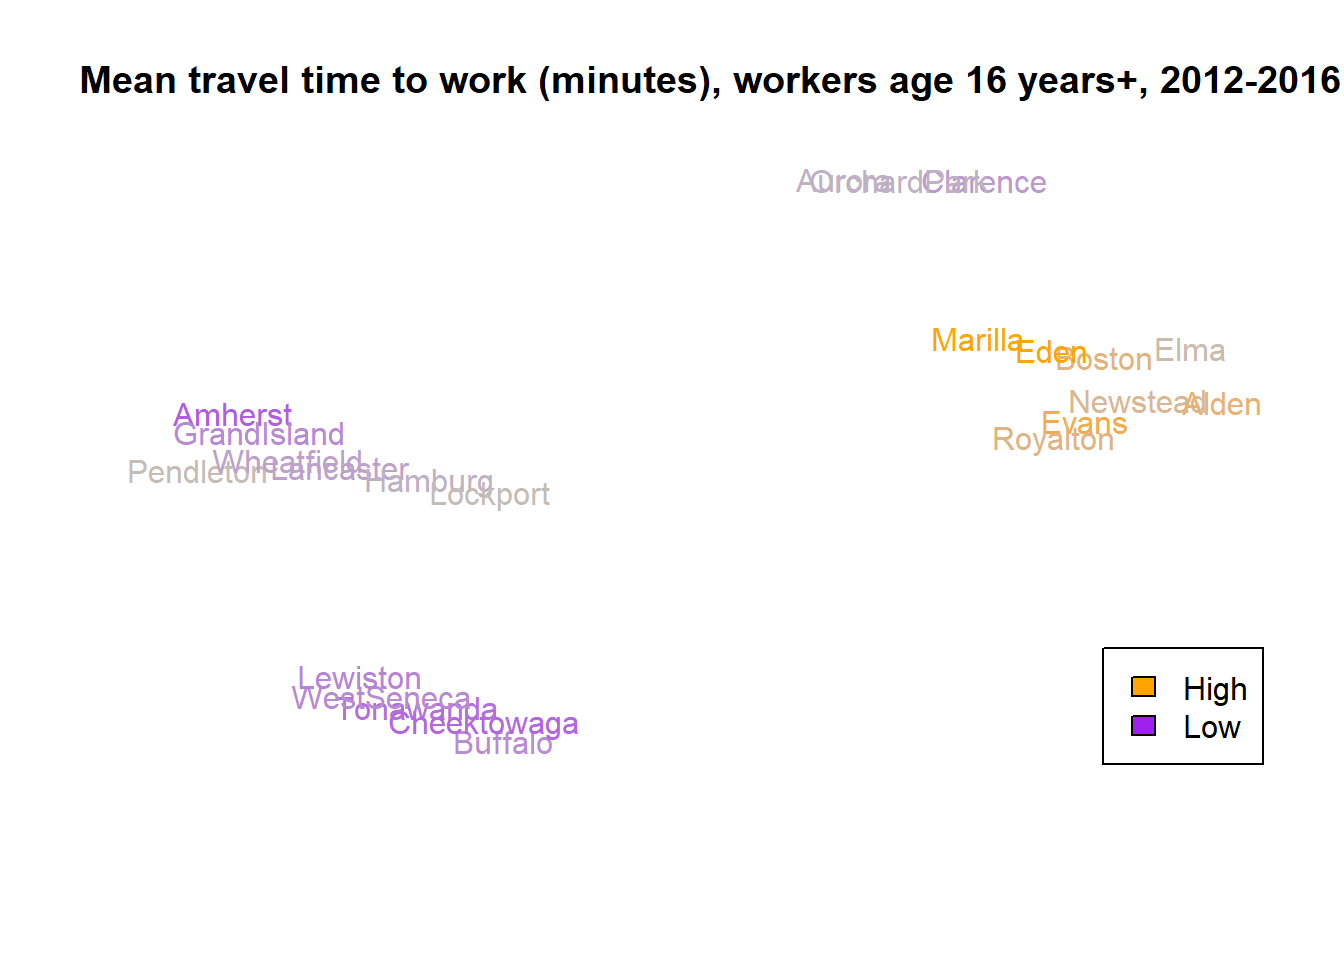 Mean travel time to work (minutes), workers age 16 years+, 2012-2016
Aurora
OrchardPark
Clarence
Marilla
Eden
Boston
Elma
Newstead
Alden
Evans
Royalton
Amherst
GrandIsland
Wheatfield
Lancaster
Pendleton
Hamburg
Lockport
Lewiston
WestSeneca
Tonawanda
Cheektowaga
Buffalo
High
Low